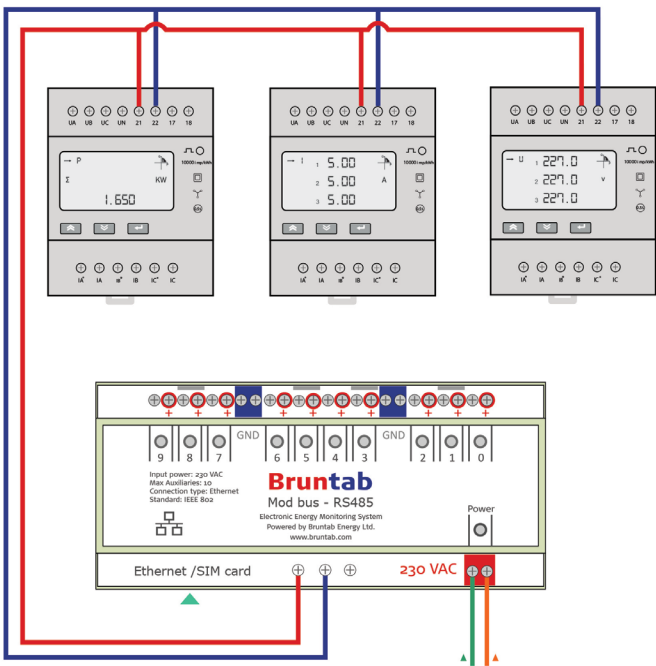 UA UB UC UN 21 22 17 18
→ P
10000 imp/kWh
Σ KW
1.650
IA* IA IB IC* IC
UA UB UC UN 21 22 17 18
→ I 1 5.00
10000 imp/kWh
2 5.00 A
3 5.00
IA* IA IB IC* IC
UA UB UC UN 21 22 17 18
→ U 1 227.0
10000 imp/kWh
2 227.0 v
3 227.0
IA* IA IB* IB IC* IC
+ + + + + + + + + +
9 8 7 GND 6 5 4 3 GND 2 1 0
Input power: 230 VAC
Max Auxiliaries: 10
Connection type: Ethernet
Standard: IEEE 802
Bruntab
Mod bus - RS485
Electronic Energy Monitoring System
Powered by Bruntab Energy Ltd.
www.bruntab.com
Power
Ethernet /SIM card
230 VAC